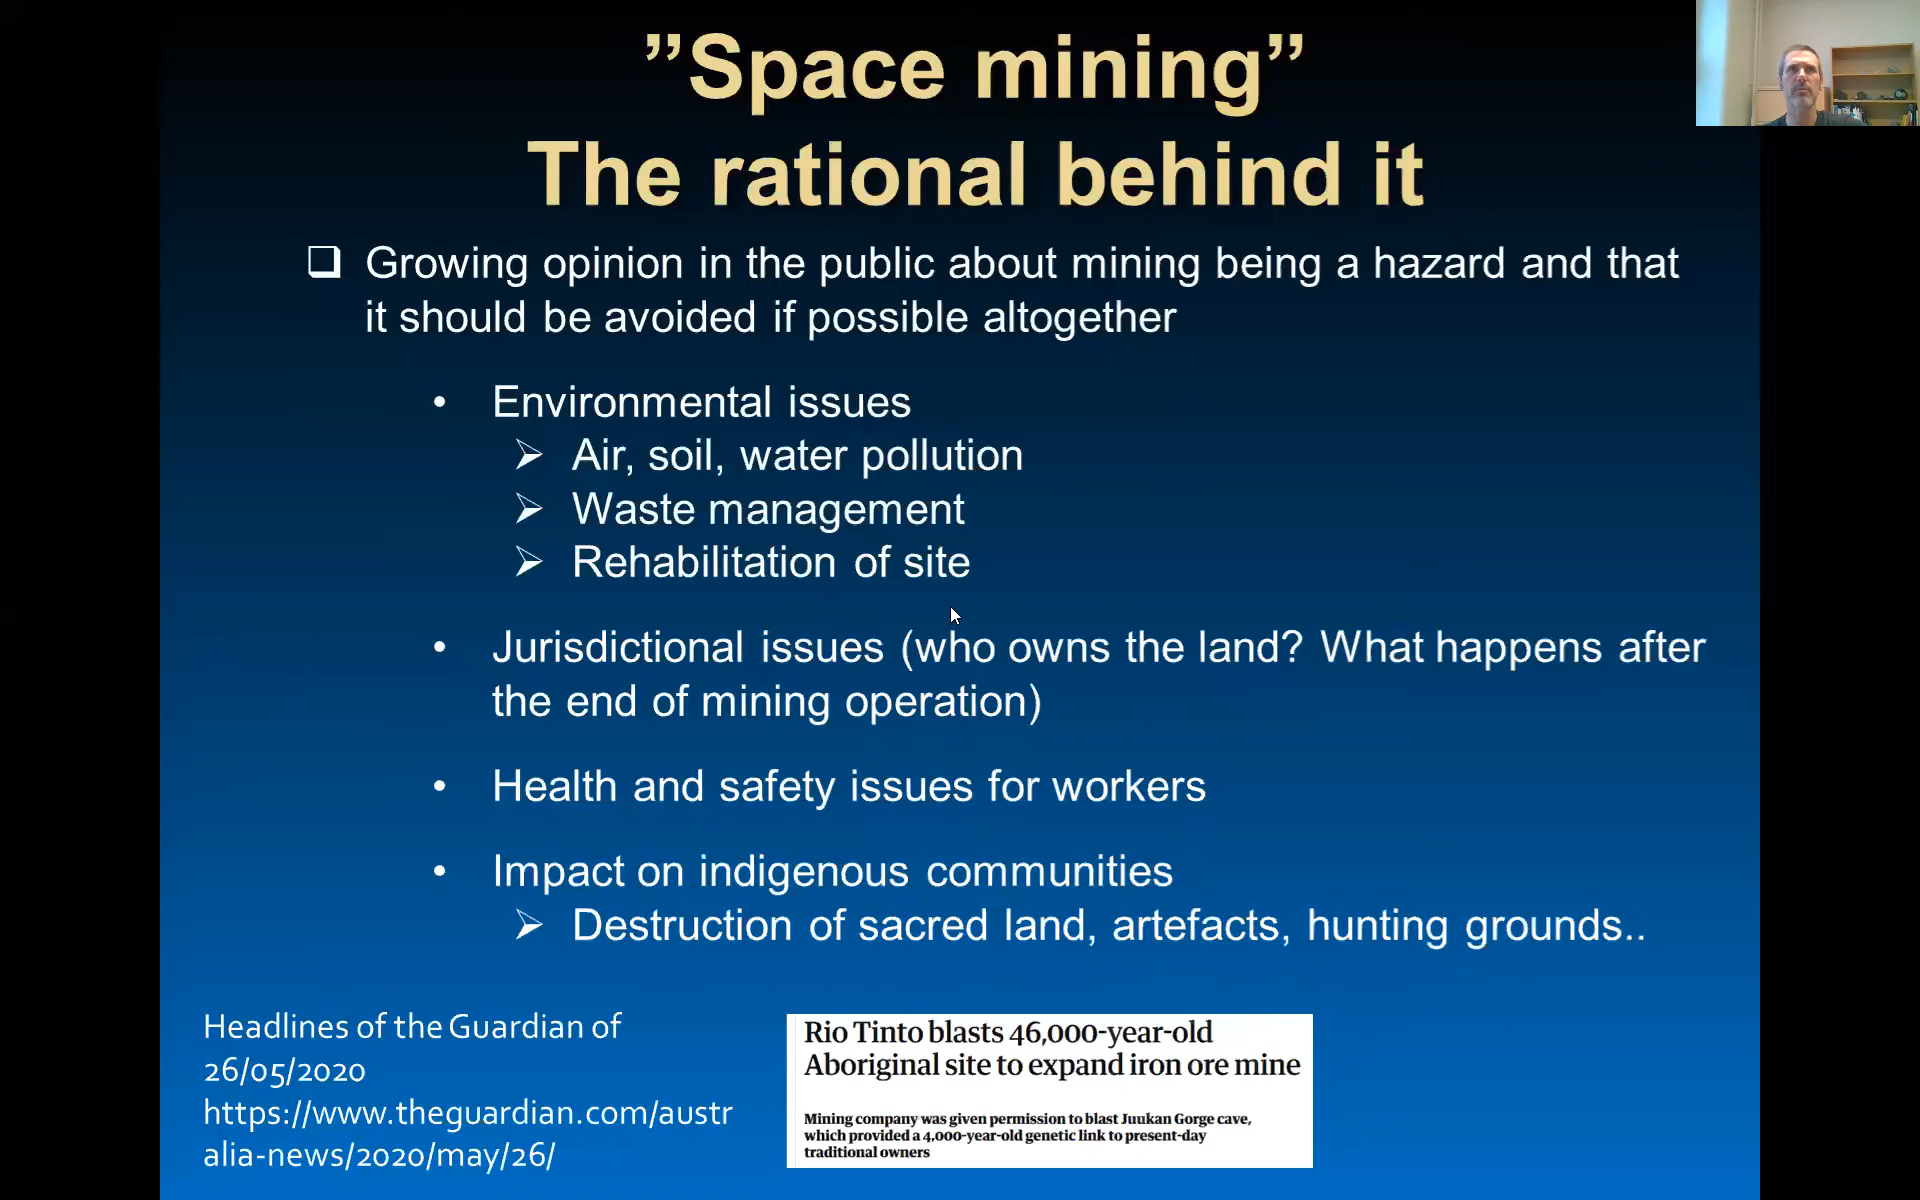 ”Space mining”
The rational behind it
Growing opinion in the public about mining being a hazard and that
it should be avoided if possible altogether
• Environmental issues
➢ Air, soil, water pollution
➢ Waste management
➢ Rehabilitation of site
• Jurisdictional issues (who owns the land? What happens after
the end of mining operation)
• Health and safety issues for workers
• Impact on indigenous communities
➢ Destruction of sacred land, artefacts, hunting grounds..
Headlines of the Guardian of
26/05/2020
https://www.theguardian.com/austr
alia-news/2020/may/26/
Rio Tinto blasts 46,000-year-old
Aboriginal site to expand iron ore mine
Mining company was given permission to blast Juukan Gorge cave,
which provided a 4,000-year-old genetic link to present-day
traditional owners